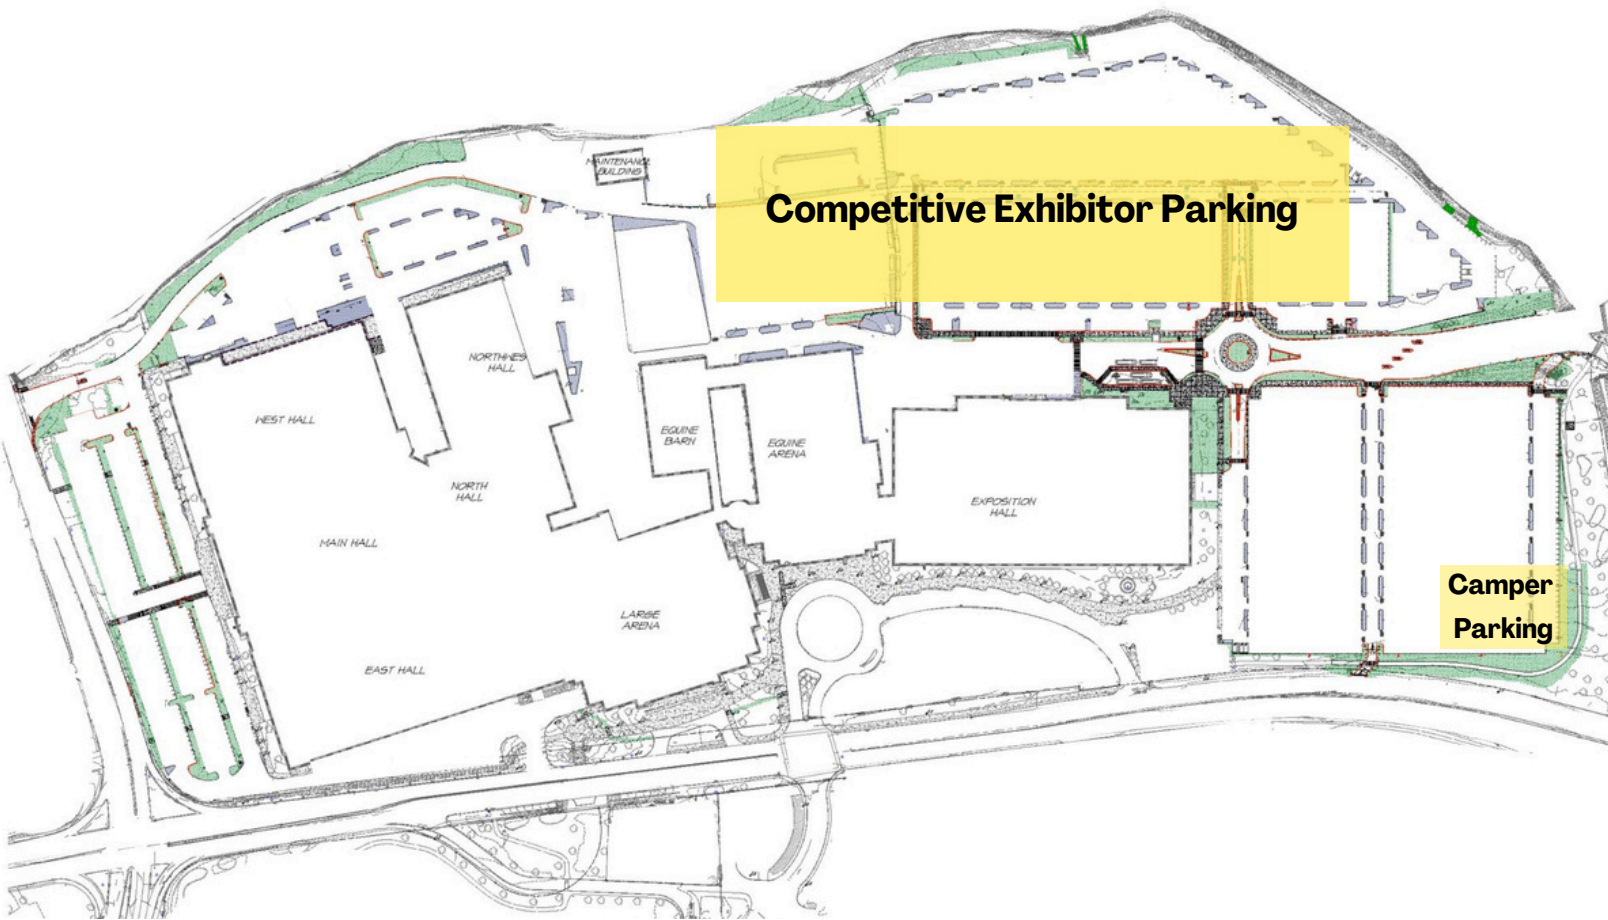 MAINTENANCE
BUILDING
Competitive Exhibitor Parking
NORTHWES
HALL
WEST HALL
EQUINE
BARN
EQUINE
ARENA
NORTH
HALL
EXPOSITION
HALL
MAIN HALL
Camper
Parking
LARGE
ARENA
EAST HALL